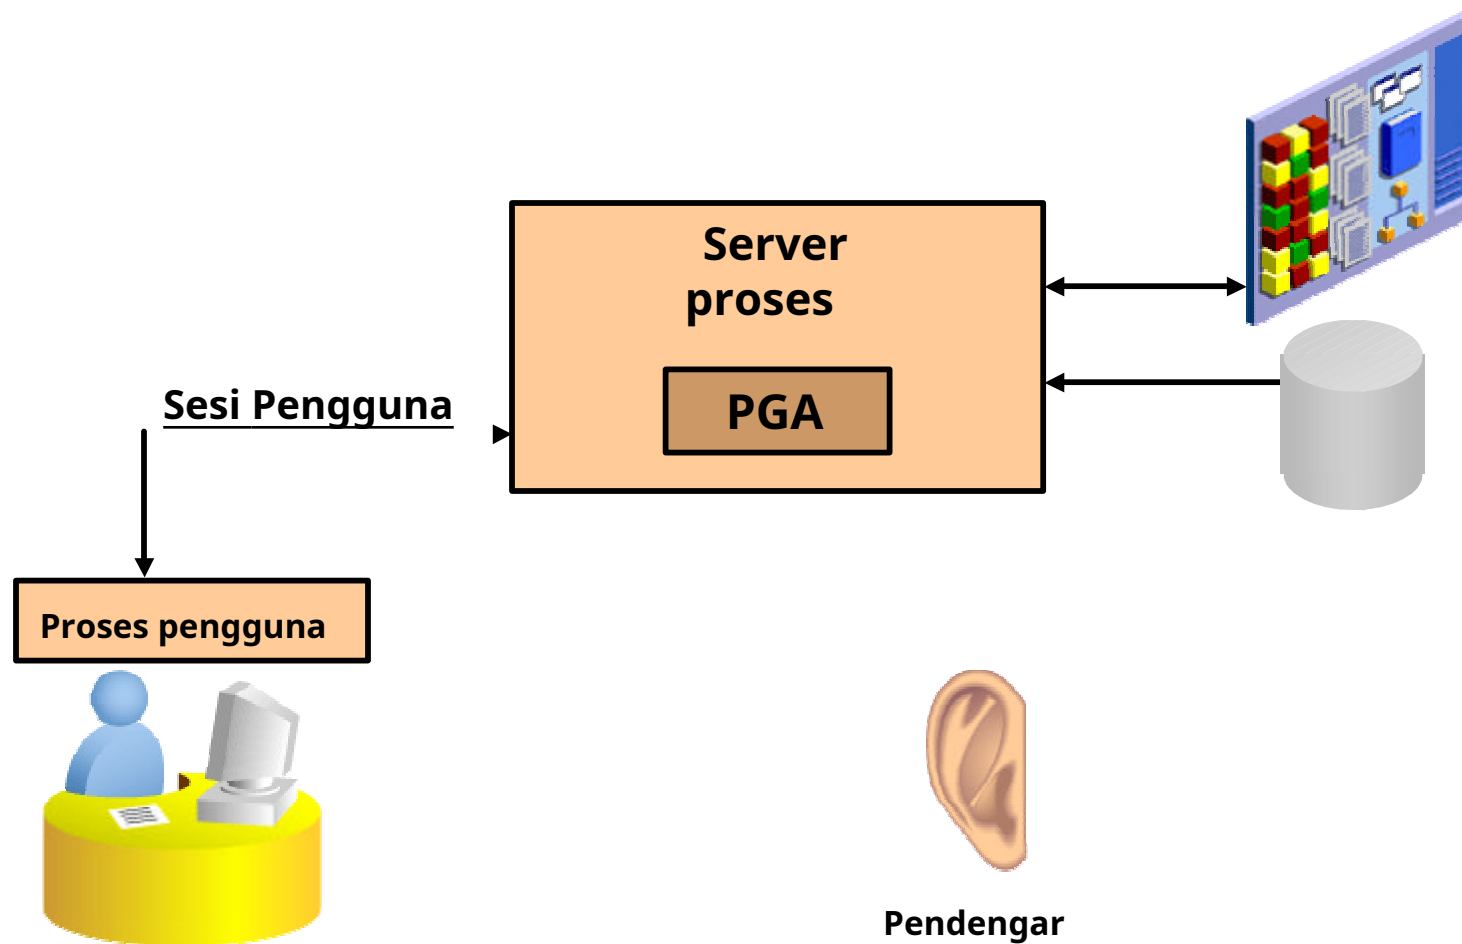 Server
proses
PGA
Sesi Pengguna
Proses pengguna
Pendengar